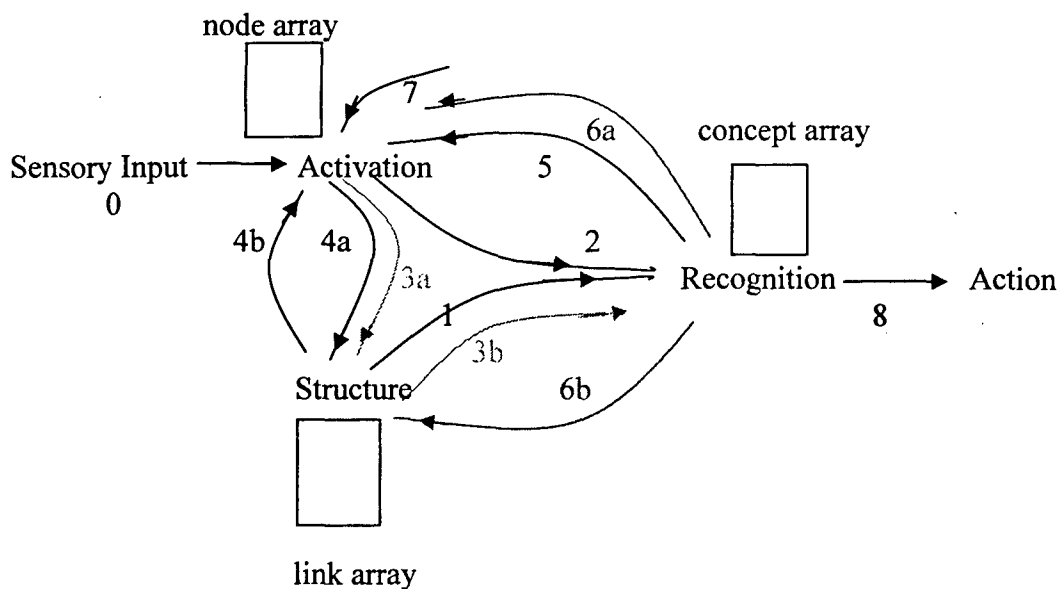 node array
7
6a
concept array
Sensory Input
Activation
5
0
4b
4a
2
3a
Recognition
Action
1
8
3b
Structure
6b
link array